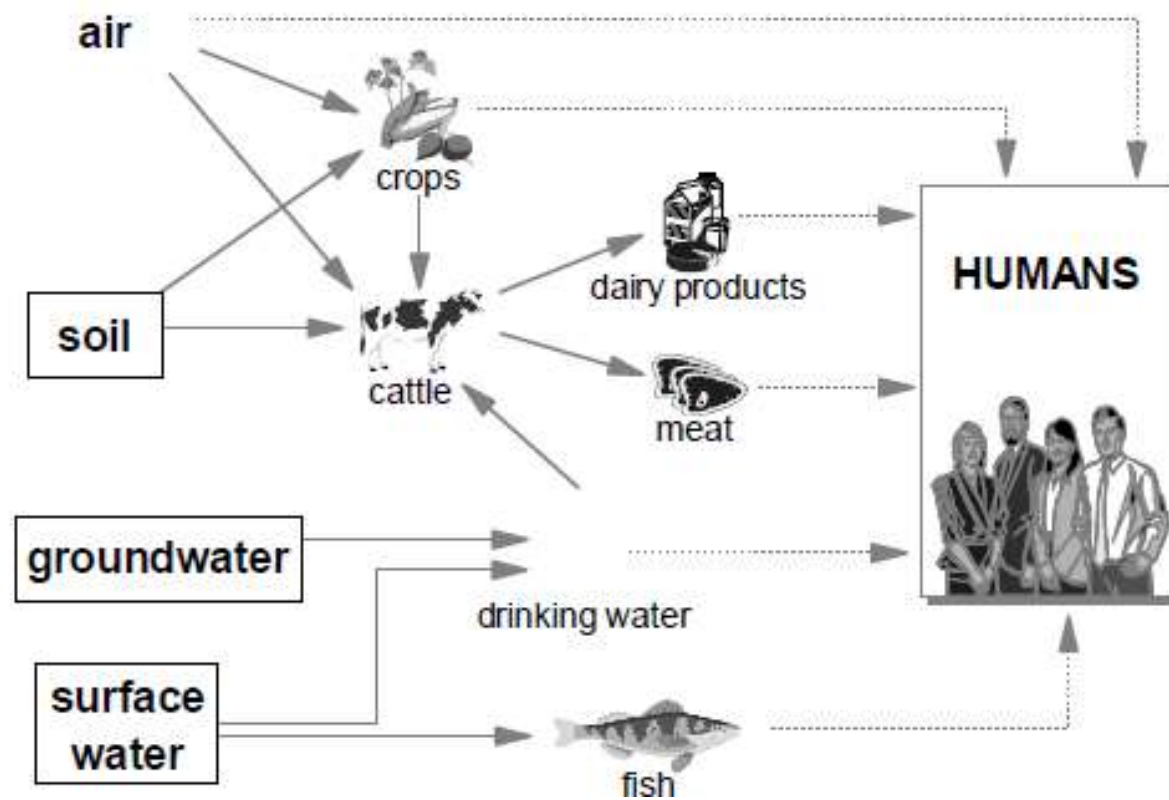 air
crops
dairy products
HUMANS
soil
cattle
meat
groundwater
drinking water
surface
water
fish